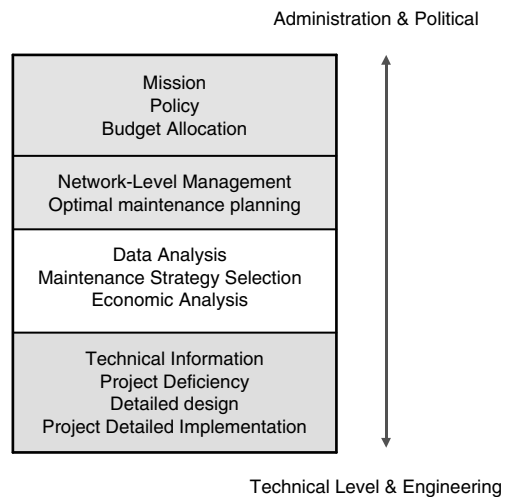 Administration & Political
Mission
Policy
Budget Allocation
Network-Level Management
Optimal maintenance planning
Data Analysis
Maintenance Strategy Selection
Economic Analysis
Technical Information
Project Deficiency
Detailed design
Project Detailed Implementation
Technical Level & Engineering